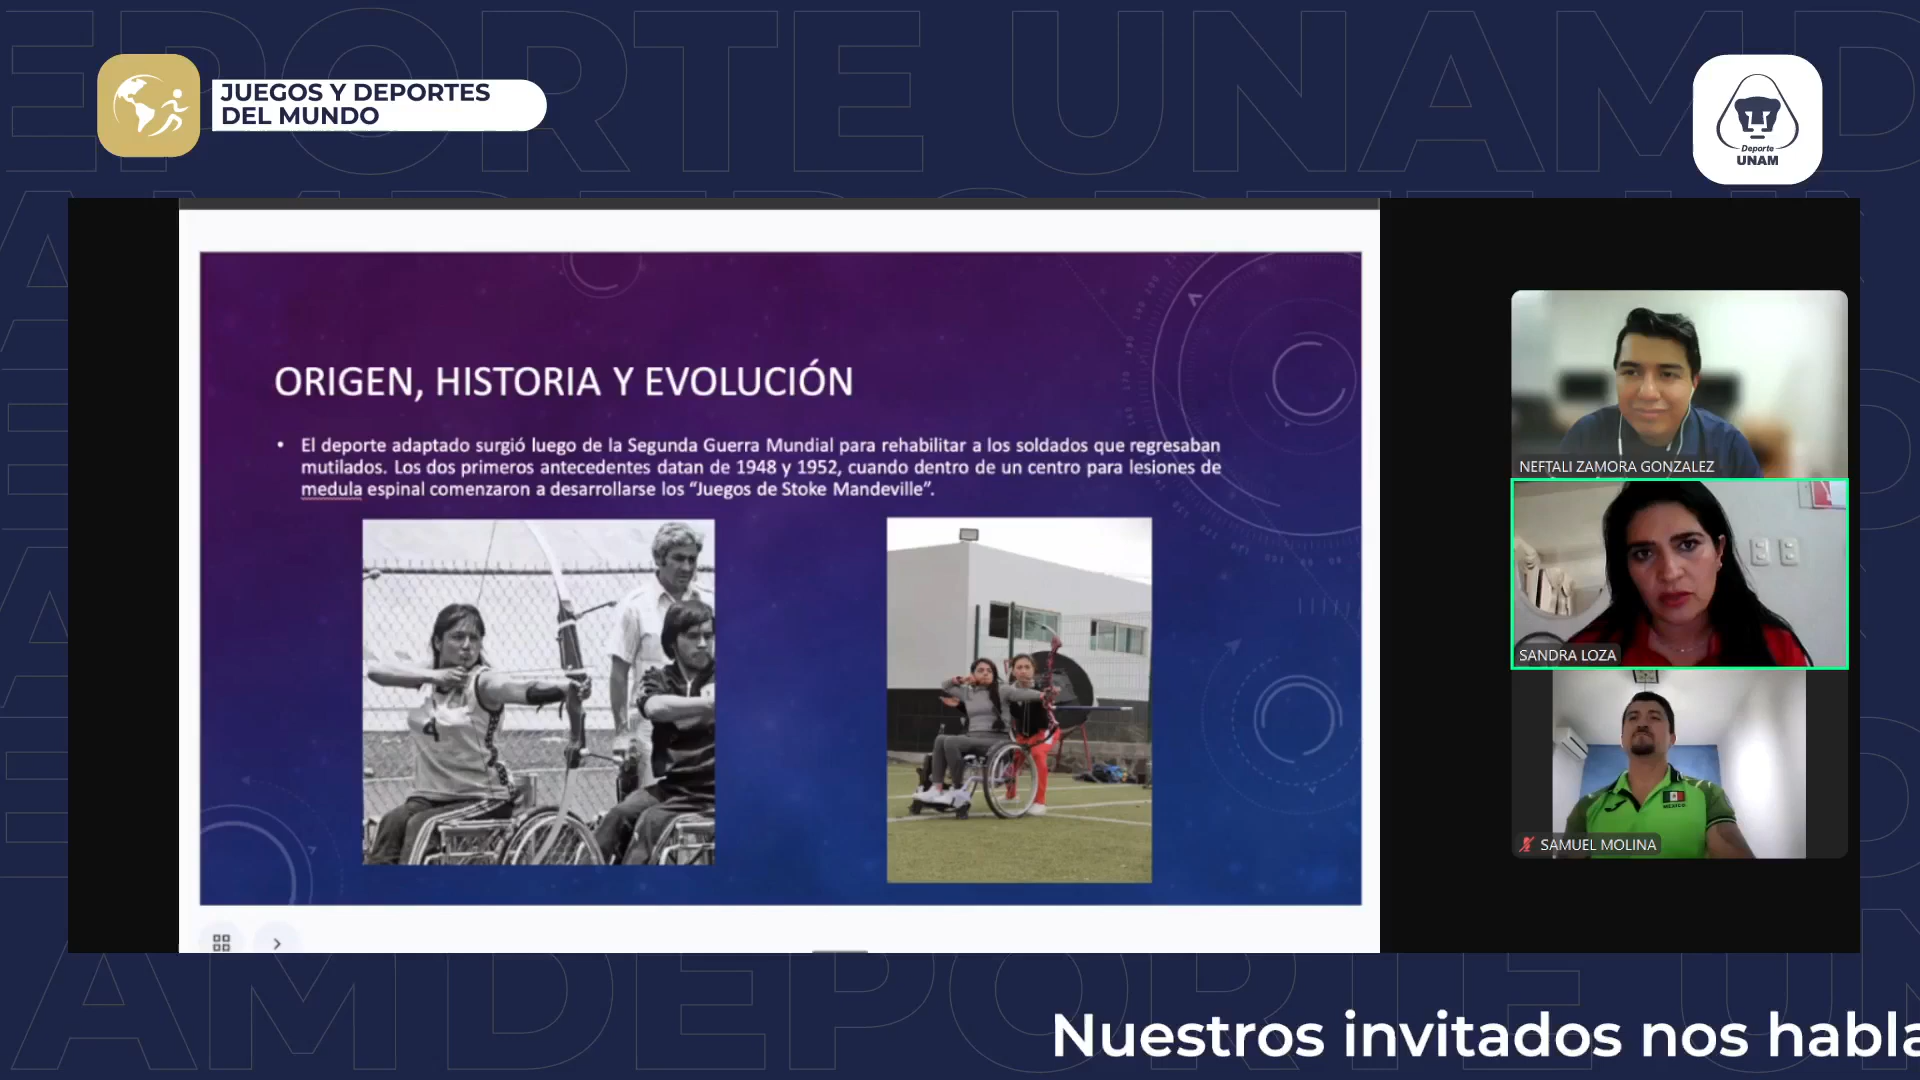 JUEGOS Y DEPORTES
DEL MUNDO
Deporte
UNAM
ORIGEN, HISTORIA Y EVOLUCIÓN
• El deporte adaptado surgió luego de la Segunda Guerra Mundial para rehabilitar a los soldados que regresaban
mutilados. Los dos primeros antecedentes datan de 1948 y 1952, cuando dentro de un centro para lesiones de
medula espinal comenzaron a desarrollarse los “Juegos de Stoke Mandeville”.
4
NEFTALI ZAMORA GONZALEZ
SANDRA LOZA
MÉXICO
SAMUEL MOLINA
Nuestros invitados nos habla